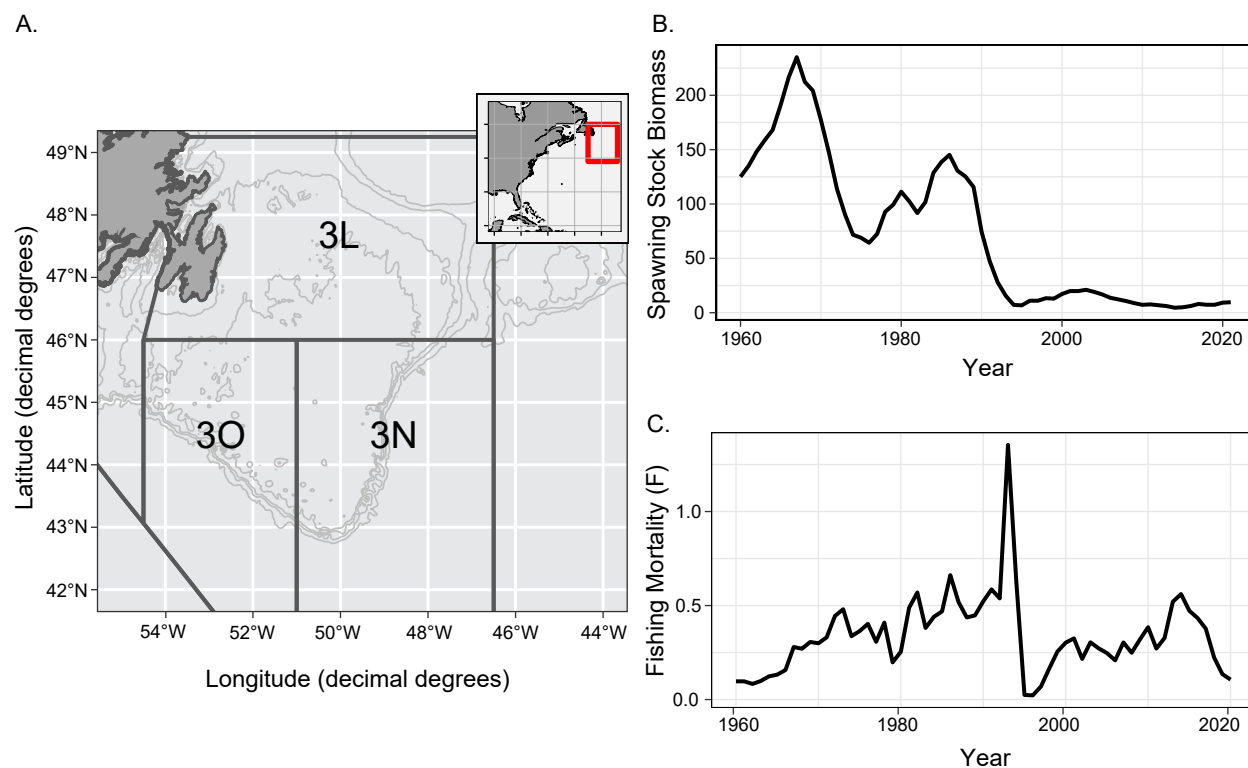 A.
49°N
48°N
47°N
46°N
45°N
44°N
43°N
42°N
Latitude (decimal degrees)
3L
3O
3N
54°W
52°W
50°W
48°W
46°W
44°W
Longitude (decimal degrees)
B.
Spawning Stock Biomass
200
150
100
50
0
1960
1980
2000
2020
Year
C.
Fishing Mortality (F)
1.0
0.5
0.0
1960
1980
2000
2020
Year